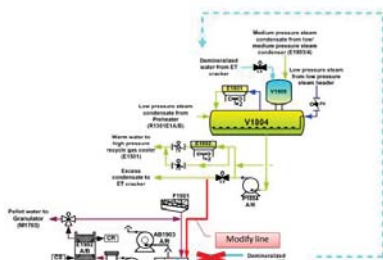 Medium pressure steam
condensate from low/
medium pressure steam
condenser (E1803/4)
Demineralized
water from ET
cracker
Low pressure steam
from low pressure
steam header
V1805
Low pressure steam
condensate from
Preheater
(R1301E1A/B)
V1804
Warm water to
high pressure
recycle gas cooler
(E1501)
Excess
condensate to
ET cracker
P1804
A/R
F1901
Pellet water to
Granulator
(M1703)
Modify line
CR
AB1903
A/B
E1902
A/B
Demineralized